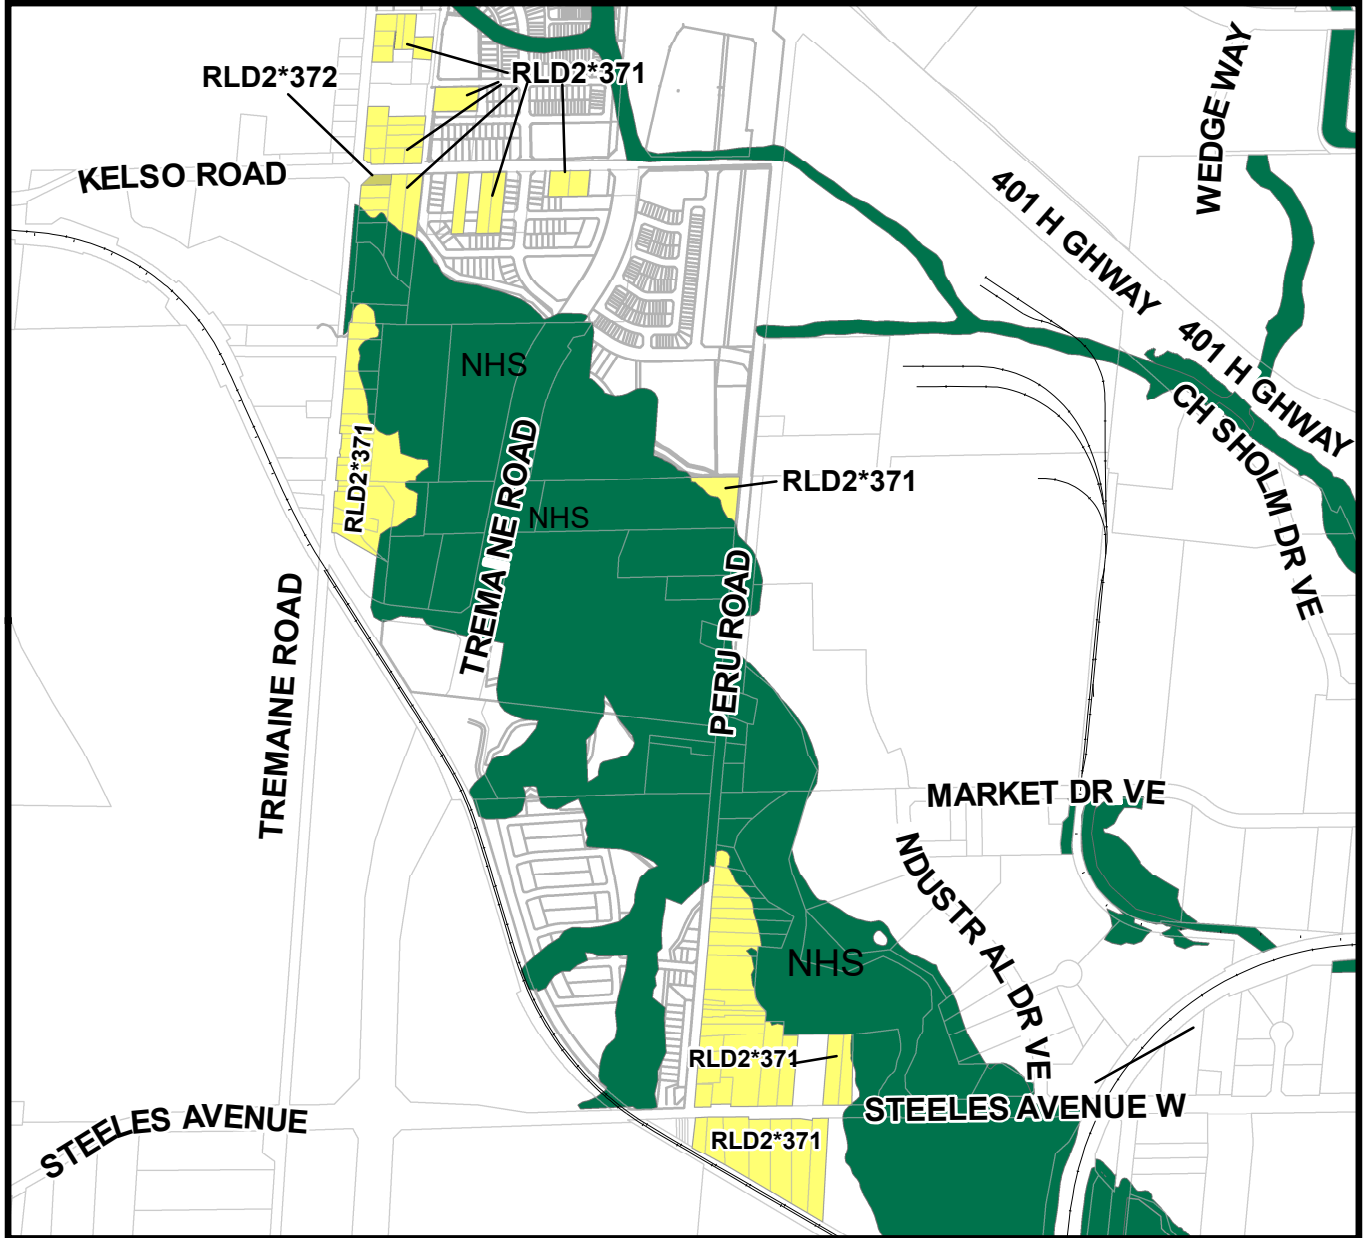 WEDGEWAY
RLD2*372
RLD2*371
KELSO ROAD
401 H GHWAY
401 H GHWAY
NHS
CH SHOLM DR VE
RLD2*371
TREMA NE ROAD
RLD2*371
NHS
PERU ROAD
TREMAINE ROAD
MARKET DR VE
NDUSTR AL DR VE
NHS
RLD2*371
STEELES AVENUE W
STEELES AVENUE
RLD2*371